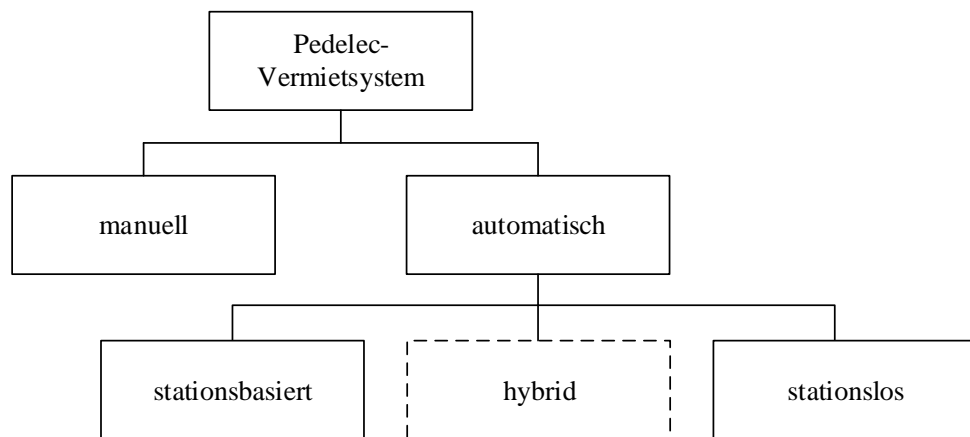 Pedelec-
Vermietsystem
manuell
automatisch
stationsbasiert
hybrid
stationslos